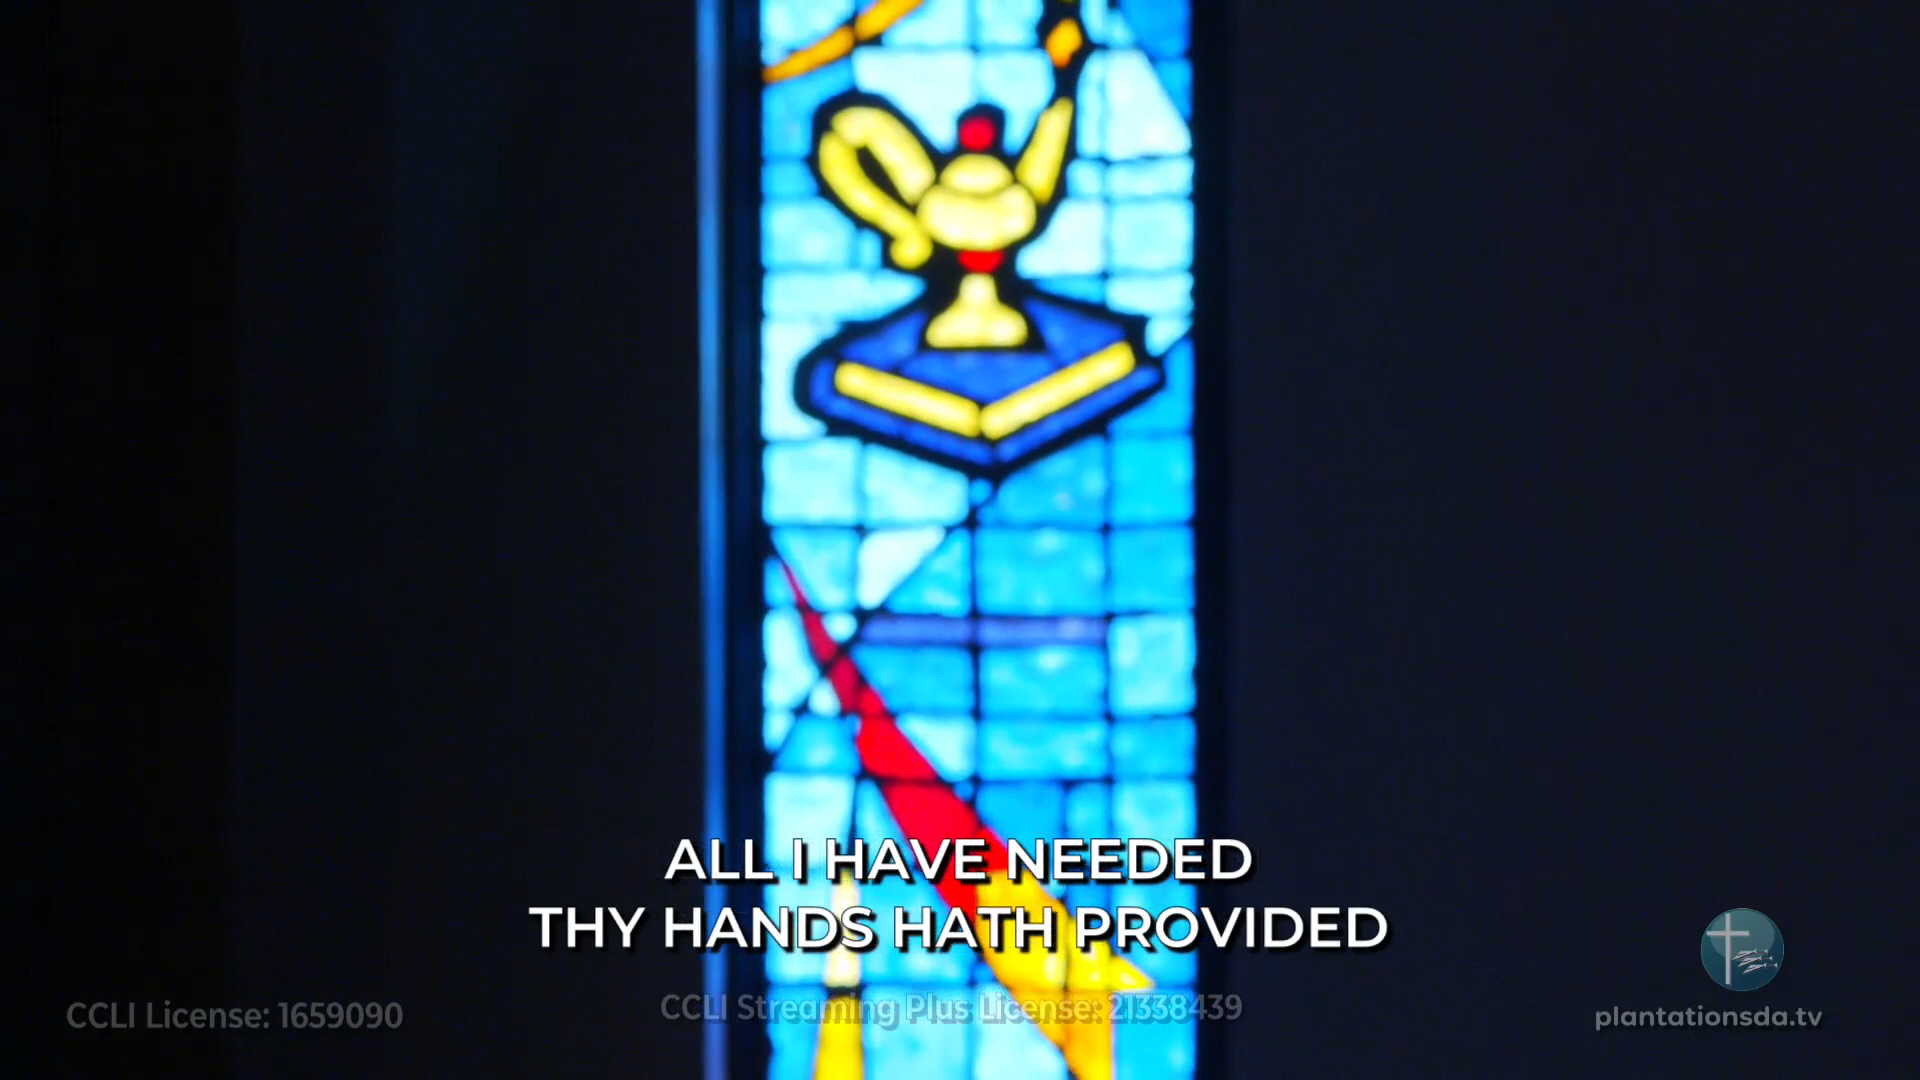 ALL I HAVE NEEDED
THY HANDS HATH PROVIDED
CCLI License: 1659090
CCLI Streaming Plus License: 21338439
plantationsda.tv